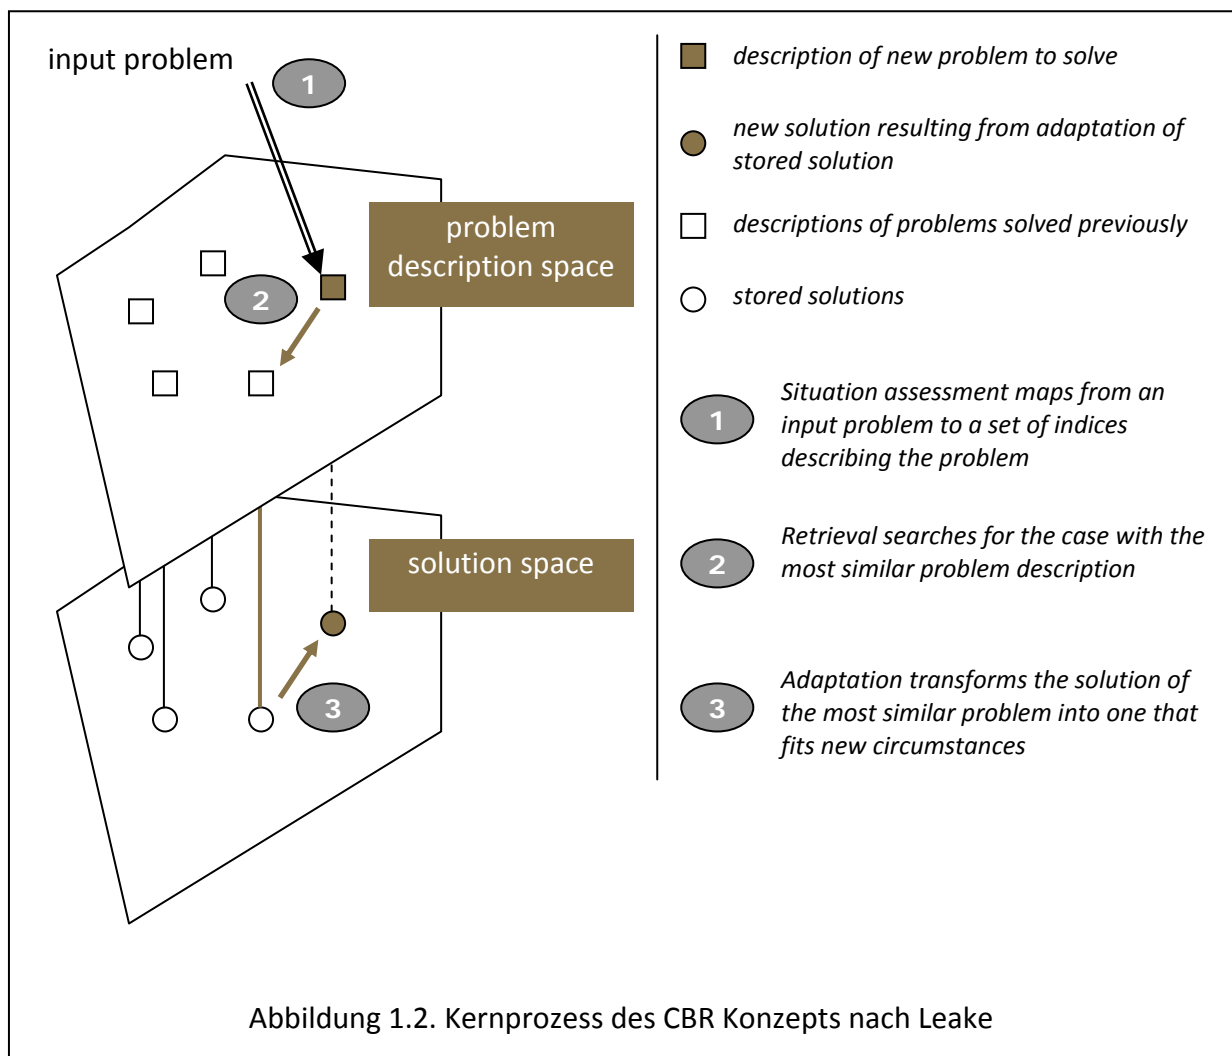 input problem
1
problem
description space
2
solution space
3
description of new problem to solve
new solution resulting from adaptation of
stored solution
descriptions of problems solved previously
stored solutions
1
Situation assessment maps from an
input problem to a set of indices
describing the problem
2
Retrieval searches for the case with the
most similar problem description
3
Adaptation transforms the solution of
the most similar problem into one that
fits new circumstances
Abbildung 1.2. Kernprozess des CBR Konzepts nach Leake